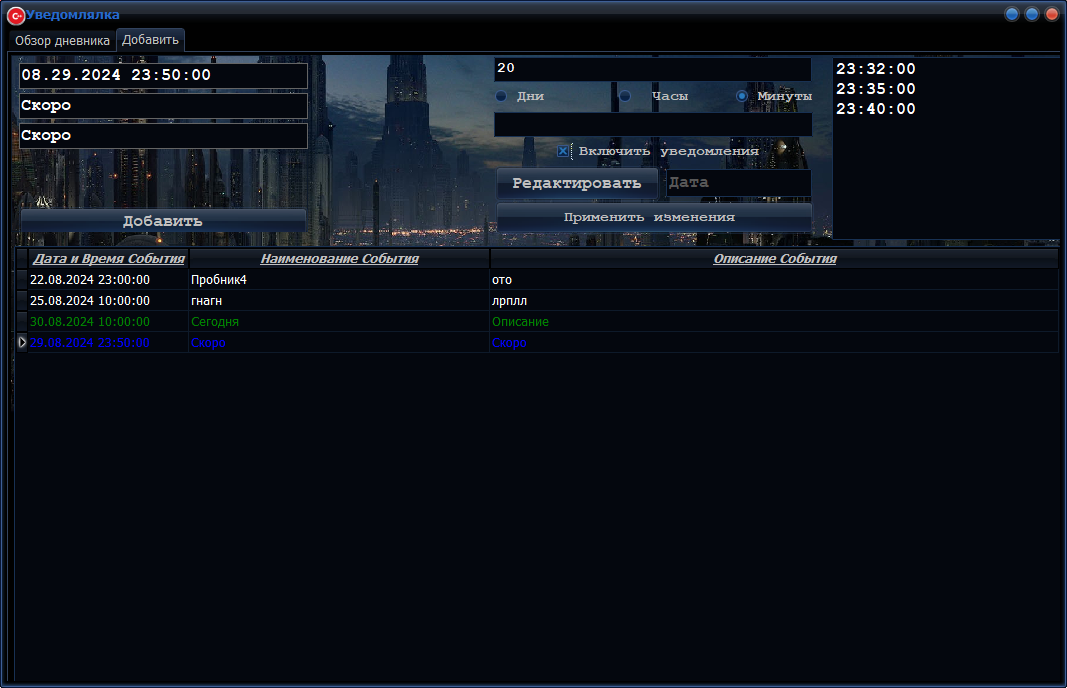 Уведомлялка
Обзор дневника
Добавить
08.29.2024 23:50:00
Скоро
Скоро
Добавить
20
Дни
Часы
Минуты
Включить уведомления
Редактировать
Дата
Применить изменения
23:32:00
23:35:00
23:40:00
Дата и Время События Наименование События Описание События
22.08.2024 23:00:00 Пробник4 ото
25.08.2024 10:00:00 гнагн лрплл
30.08.2024 10:00:00 Сегодня Описание
29.08.2024 23:50:00 Скоро Скоро